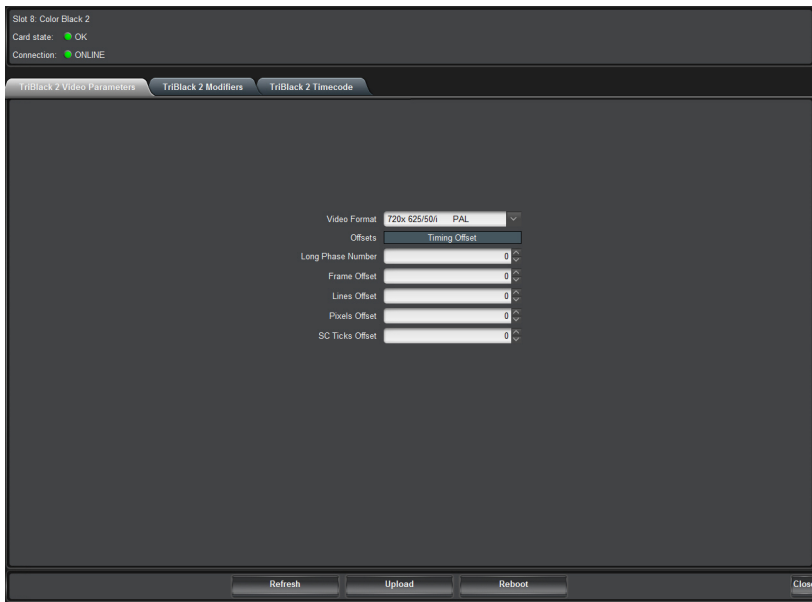 Slot 8: Color Black 2
Card state: OK
Connection: ONLINE
TriBlack 2 Video Parameters TriBlack 2 Modifiers TriBlack 2 Timecode
Video Format 720x 625/50/i PAL
Offsets Timing Offset
Long Phase Number 0
Frame Offset 0
Lines Offset 0
Pixels Offset 0
SC Ticks Offset 0
Refresh Upload Reboot Close